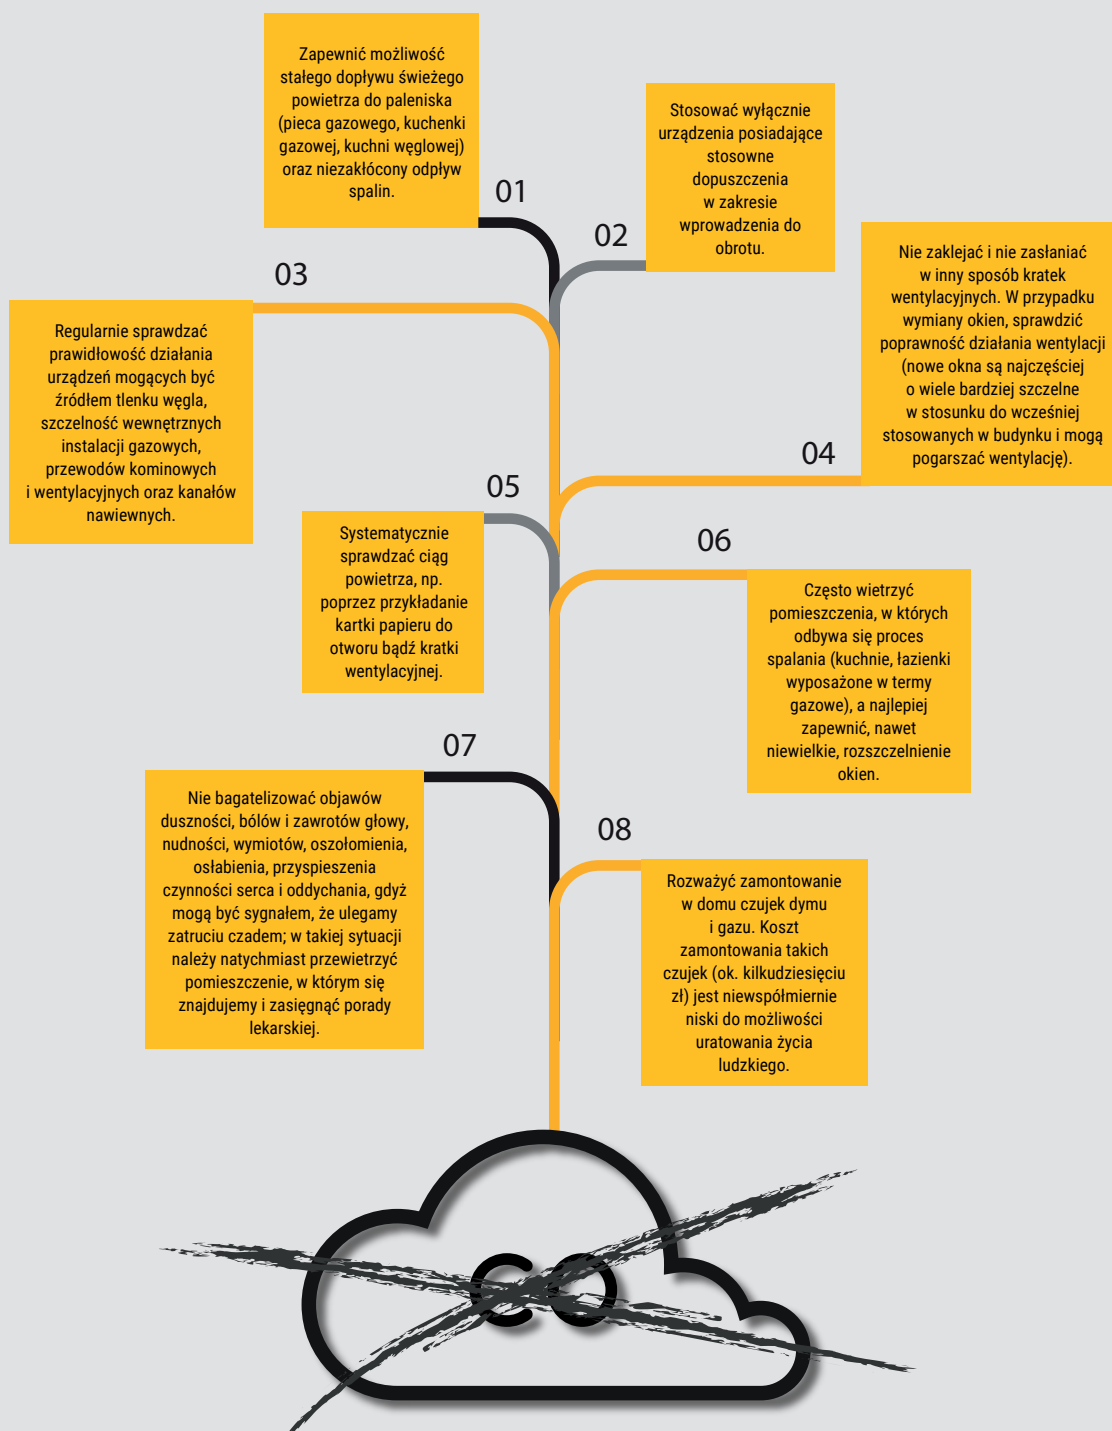 Zapewnić możliwość
stałego dopływu świeżego
powietrza do paleniska
(pieca gazowego, kuchenki
gazowej, kuchni węglowej)
oraz niezakłócony odpływ
spalin.
01
Stosować wyłącznie
urządzenia posiadające
stosowne
dopuszczenia
w zakresie
wprowadzenia do
obrotu.
02
03
Regularnie sprawdzać
prawidłowość działania
urządzeń mogących być
źródłem tlenku węgla,
szczelność wewnętrznych
instalacji gazowych,
przewodów kominowych
i wentylacyjnych oraz kanałów
nawiewnych.
Nie zaklejać i nie zasłaniać
w inny sposób kratek
wentylacyjnych. W przypadku
wymiany okien, sprawdzić
poprawność działania wentylacji
(nowe okna są najczęściej
o wiele bardziej szczelne
w stosunku do wcześniej
stosowanych w budynku i mogą
pogarszać wentylację).
04
05
Systematycznie
sprawdzać ciąg
powietrza, np.
poprzez przykładanie
kartki papieru do
otworu bądź kratki
wentylacyjnej.
06
Często wietrzyć
pomieszczenia, w których
odbywa się proces
spalania (kuchnie, łazienki
wyposażone w termy
gazowe), a najlepiej
zapewnić, nawet
niewielkie, rozszczelnienie
okien.
07
Nie bagatelizować objawów
duszności, bólów i zawrotów głowy,
nudności, wymiotów, oszołomienia,
osłabienia, przyspieszenia
czynności serca i oddychania, gdyż
mogą być sygnałem, że ulegamy
zatruciu czadem; w takiej sytuacji
należy natychmiast przewietrzyć
pomieszczenie, w którym się
znajdujemy i zasięgnąć porady
lekarskiej.
08
Rozważyć zamontowanie
w domu czujek dymu
i gazu. Koszt
zamontowania takich
czujek (ok. kilkudziesięciu
zł) jest niewspółmiernie
niski do możliwości
uratowania życia
ludzkiego.
CO